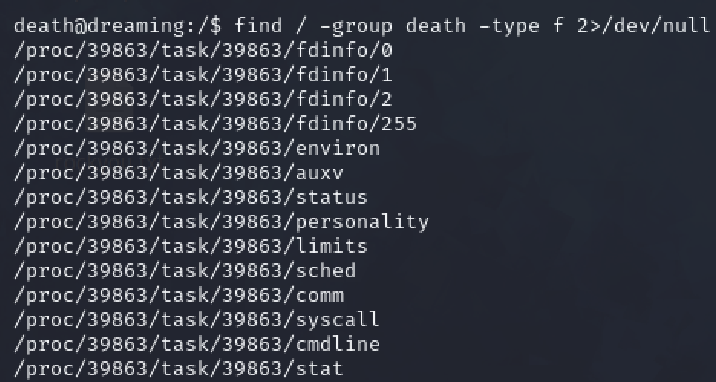 death@dreaming:/$ find / -group death -type f 2>/dev/null
/proc/39863/task/39863/fdinfo/0
/proc/39863/task/39863/fdinfo/1
/proc/39863/task/39863/fdinfo/2
/proc/39863/task/39863/fdinfo/255
/proc/39863/task/39863/environ
/proc/39863/task/39863/auxv
/proc/39863/task/39863/status
/proc/39863/task/39863/personality
/proc/39863/task/39863/limits
/proc/39863/task/39863/sched
/proc/39863/task/39863/comm
/proc/39863/task/39863/syscall
/proc/39863/task/39863/cmdline
/proc/39863/task/39863/stat